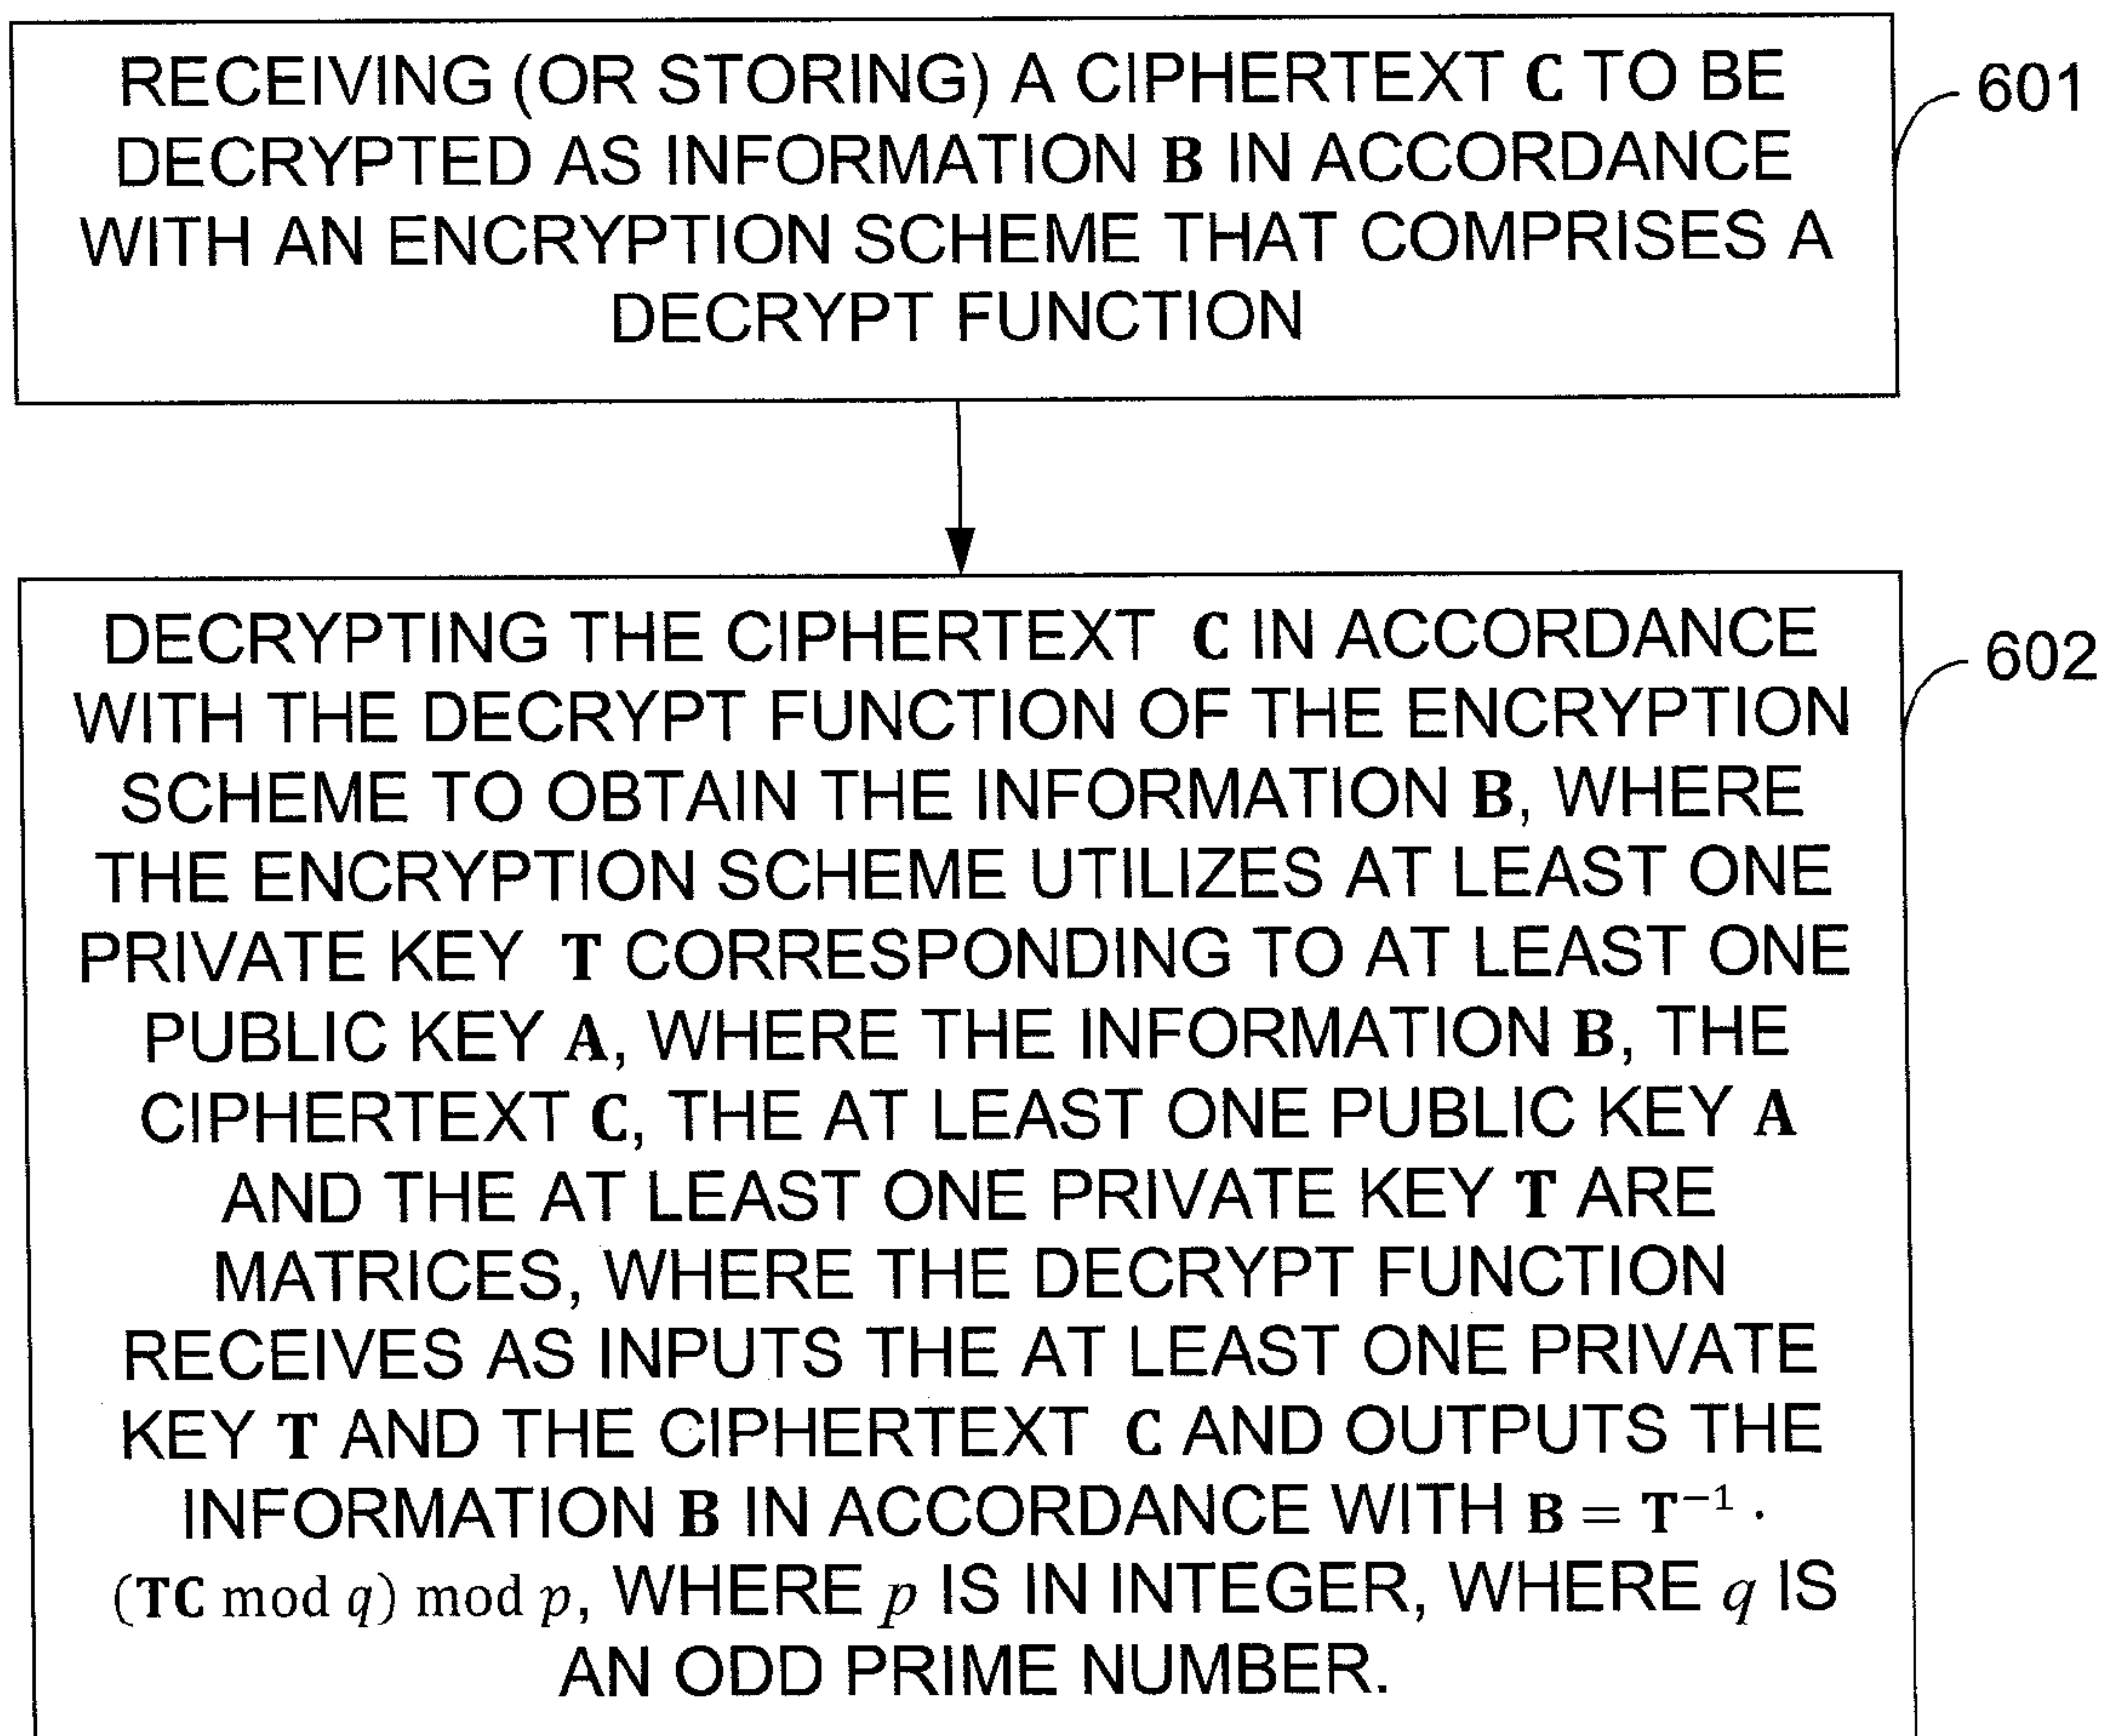 RECEIVING (OR STORING) A CIPHERTEXT C TO BE
601
DECRYPTED AS INFORMATION B IN ACCORDANCE
WITH AN ENCRYPTION SCHEME THAT COMPRISES A
DECRYPT FUNCTION
DECRYPTING THE CIPHERTEXT C IN ACCORDANCE
602
WITH THE DECRYPT FUNCTION OF THE ENCRYPTION
SCHEME TO OBTAIN THE INFORMATION B, WHERE
THE ENCRYPTION SCHEME UTILIZES AT LEAST ONE
PRIVATE KEY T CORRESPONDING TO AT LEAST ONE
PUBLIC KEY A, WHERE THE INFORMATION B, THE
CIPHERTEXT C, THE AT LEAST ONE PUBLIC KEY A
AND THE AT LEAST ONE PRIVATE KEY T ARE
MATRICES, WHERE THE DECRYPT FUNCTION
RECEIVES AS INPUTS THE AT LEAST ONE PRIVATE
KEY T AND THE CIPHERTEXT C AND OUTPUTS THE
INFORMATION B IN ACCORDANCE WITH B = T⁻¹ ·
(TC mod q) mod p, WHERE p IS IN INTEGER, WHERE q IS
AN ODD PRIME NUMBER.